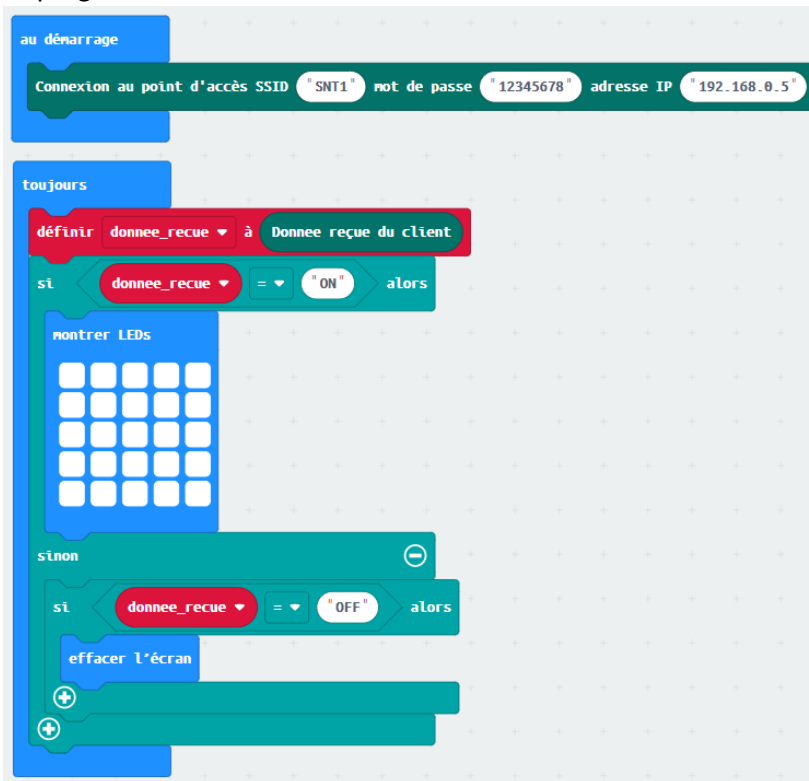 au démarrage
Connexion au point d'accès SSID "SNT1" mot de passe "12345678" adresse IP "192.168.0.5"
toujours
définir donnee_recue à Donnee reçue du client
si donnee_recue = "ON" alors
montrer LEDs
sinon
si donnee_recue = "OFF" alors
effacer l'écran